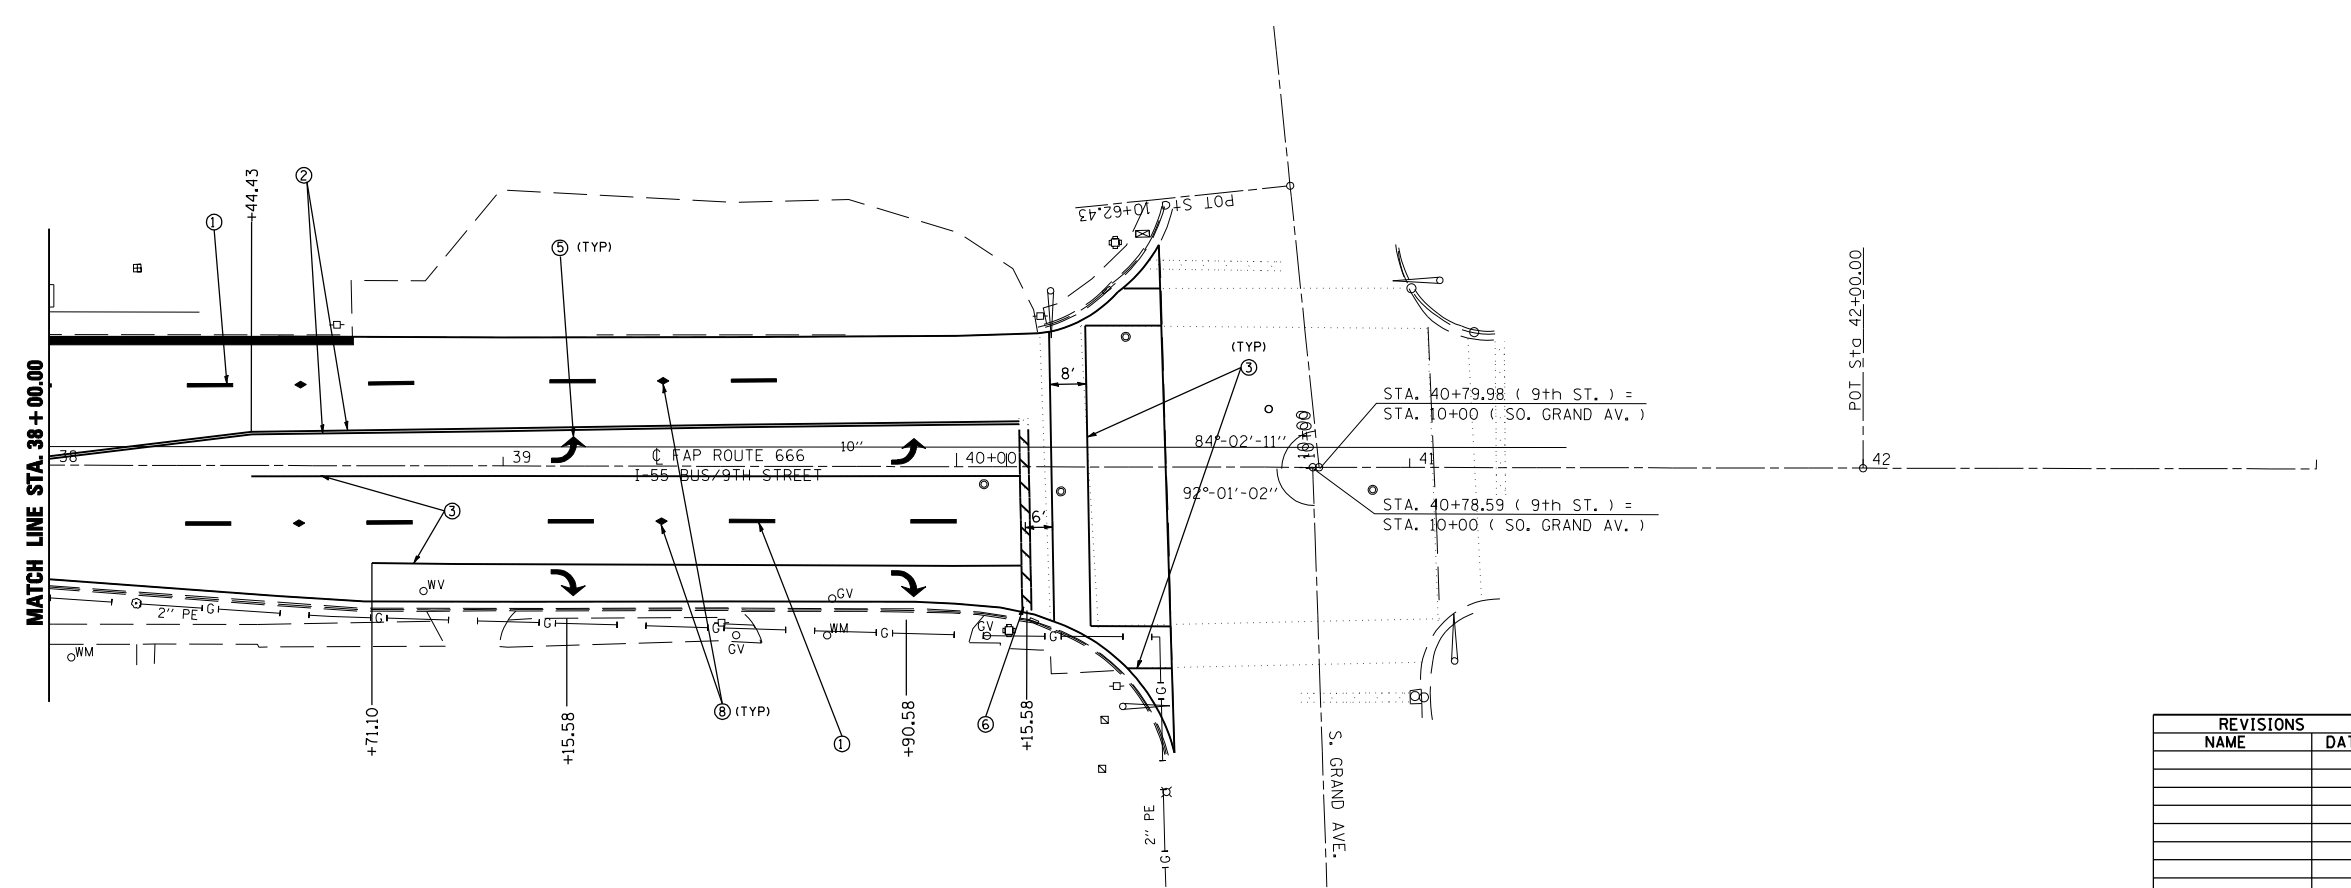 +44.43
2
1
5 (TYP)
POT Sta 10+62.43
(TYP)
3
8'
POT Sta 42+00.00
STA. 40+79.98 ( 9th ST. ) =
STA. 10+00 ( SO. GRAND AV. )
10+00
84°-02'-11"
10"
38
39
℄ FAP ROUTE 666
40+00
41
42
I-55 BUS/9TH STREET
92°-01'-02"
STA. 40+78.59 ( 9th ST. ) =
STA. 10+00 ( SO. GRAND AV. )
MATCH LINE STA. 38+00.00
3
6'
WV
GV
2" PE
G
G
G
G
G
G
WM
GV
GV
WM
G
8 (TYP)
6
1
+71.10
+15.58
+90.58
+15.58
S. GRAND AVE.
2" PE
G
REVISIONS
NAME
DAT